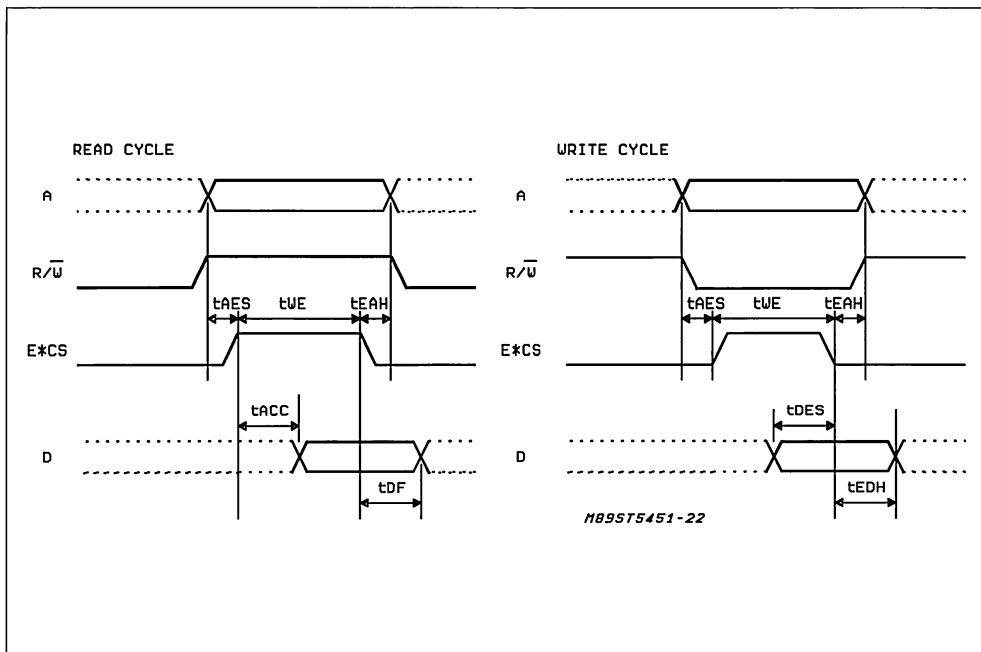 READ CYCLE
A
R/W̅
tAES tWE tEAH
E*CS
tACC
D
tDF
WRITE CYCLE
A
R/W̅
tAES tWE tEAH
E*CS
tDES
D
tEDH
M89ST5451-22